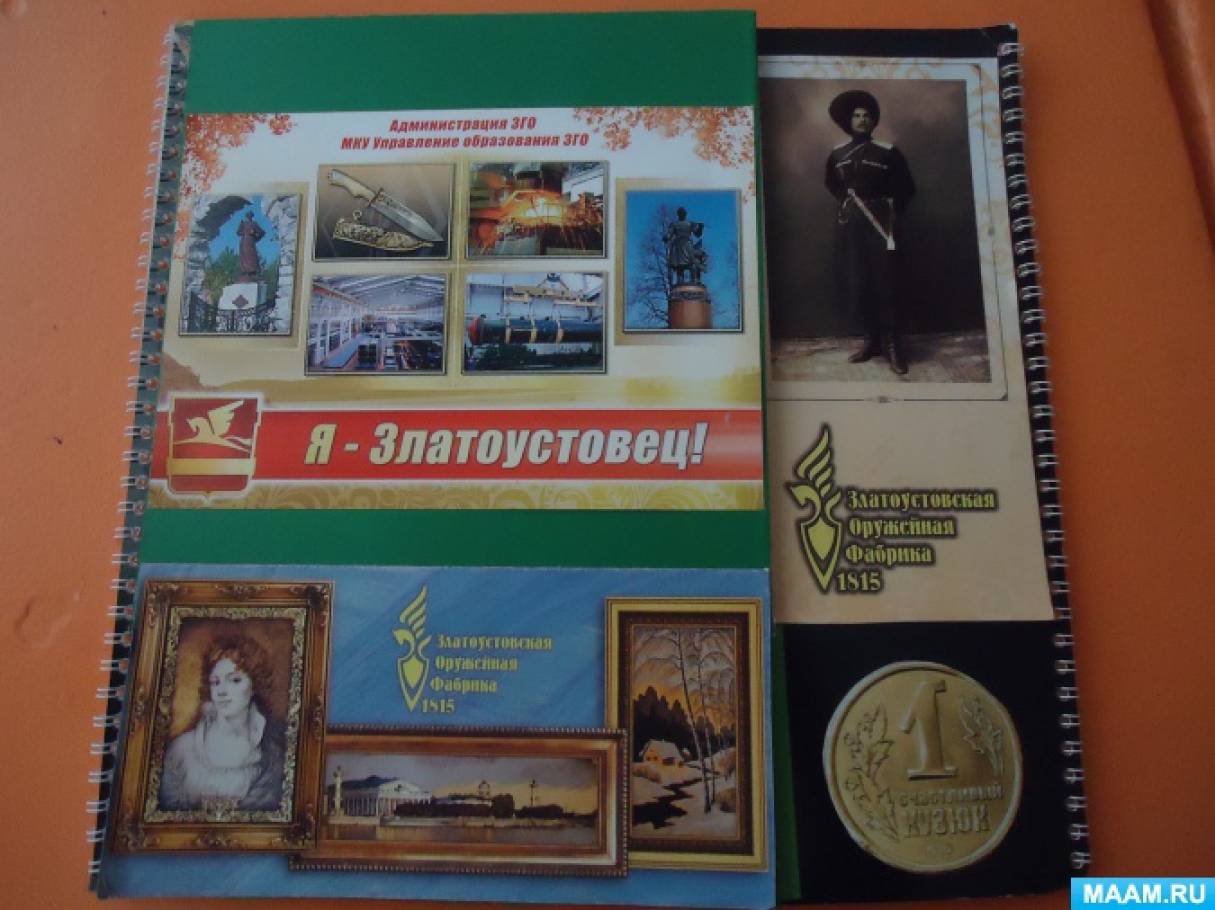 Администрация ЗГО
МКУ Управление образования ЗГО
Я - Златоустовец!
Златоустовская
Оружейная
Фабрика
1815
Златоустовская
Оружейная
Фабрика
1815
1
СЧАСТЛИВЫЙ
КУЗЮК
MAAM.RU